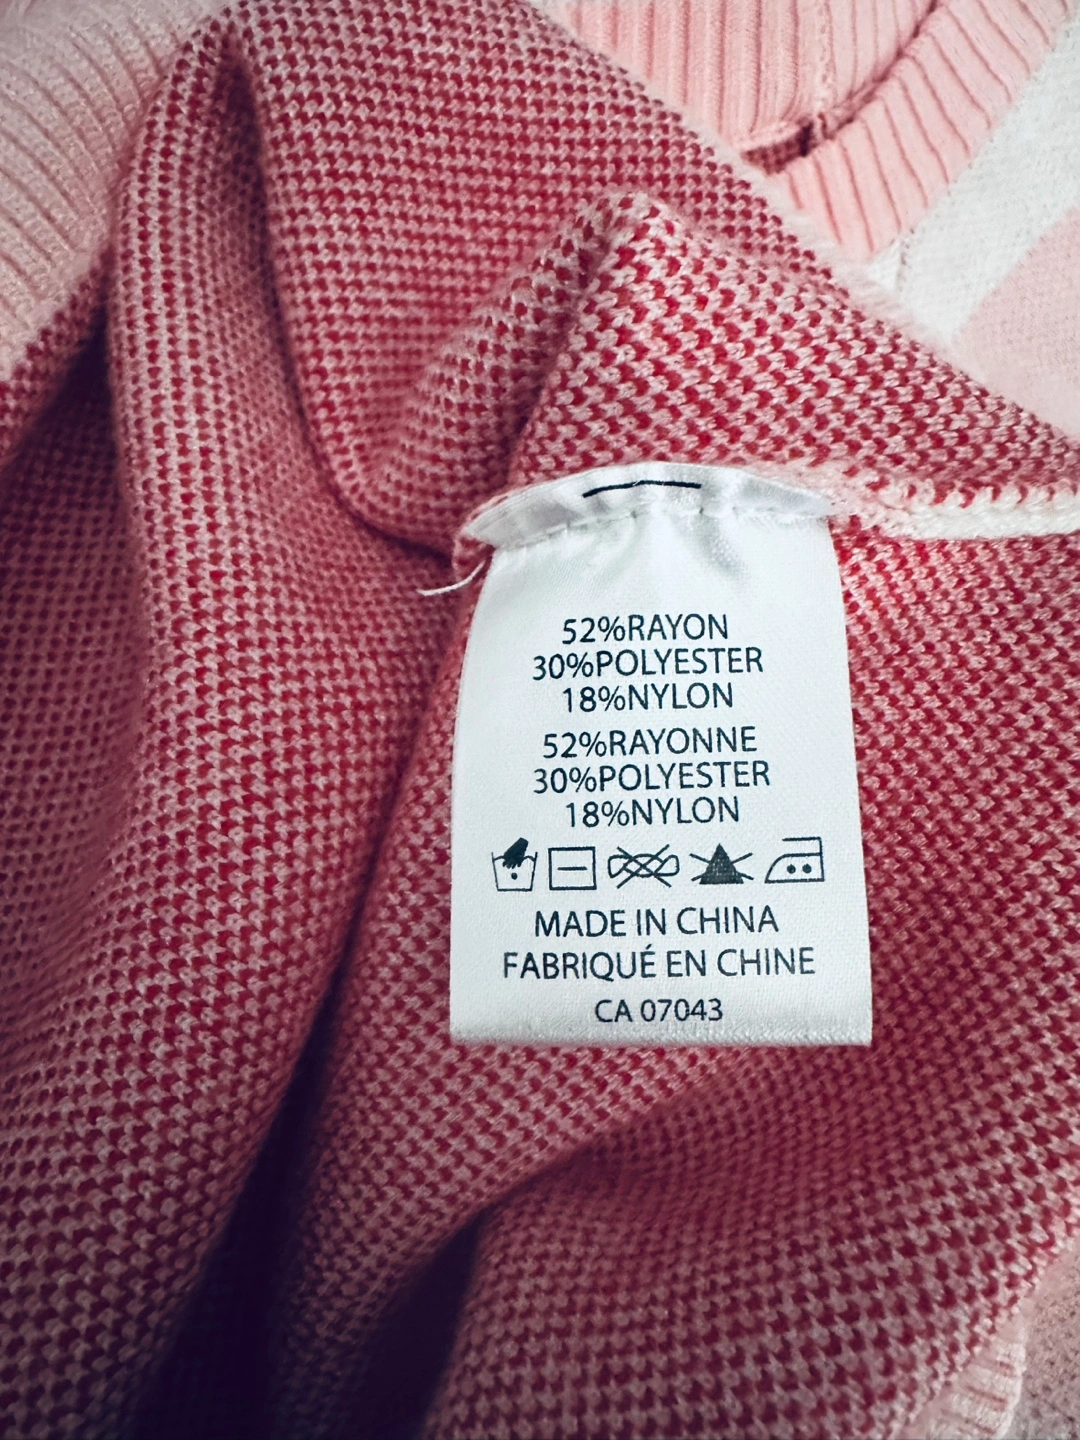 52%RAYON
30%POLYESTER
18%NYLON
52%RAYONNE
30%POLYESTER
18%NYLON
MADE IN CHINA
FABRIQUÉ EN CHINE
CA 07043